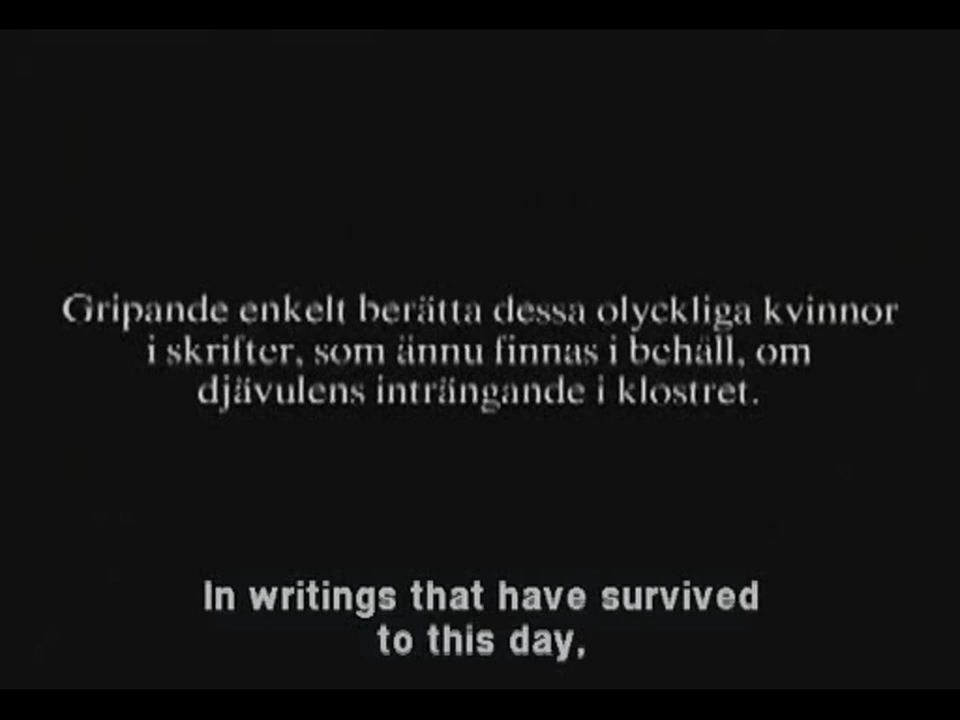 Gripande enkelt berätta dessa olyckliga kvinnor
i skrifter, som ännu finnas i behåll, om
djävulens inträngande i klostret.
In writings that have survived
to this day,